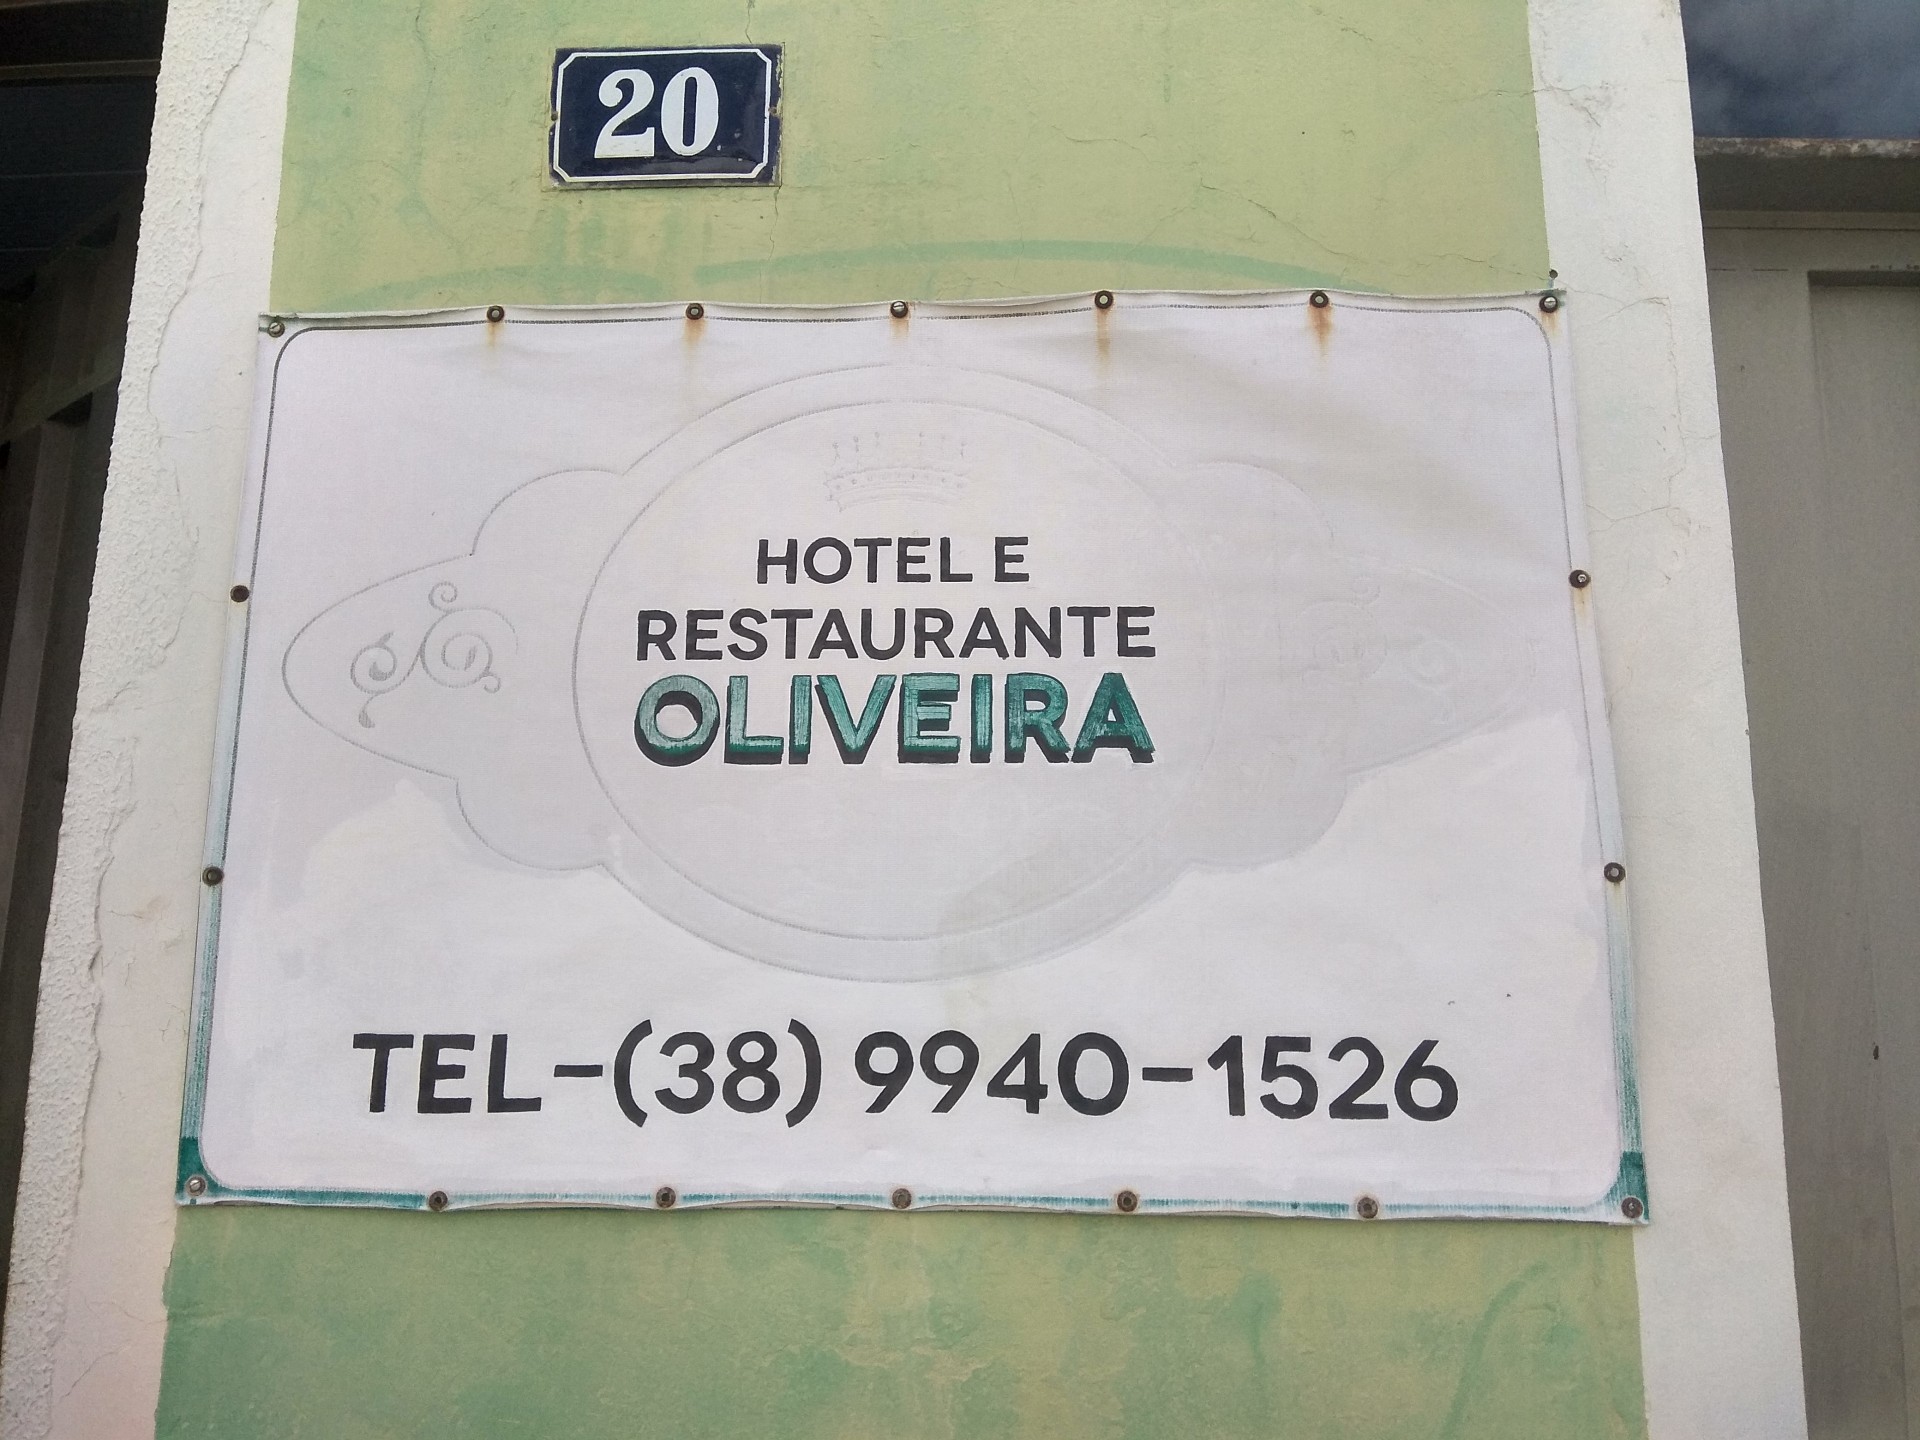 20
HOTEL E
RESTAURANTE
OLIVEIRA
TEL-(38) 9940-1526